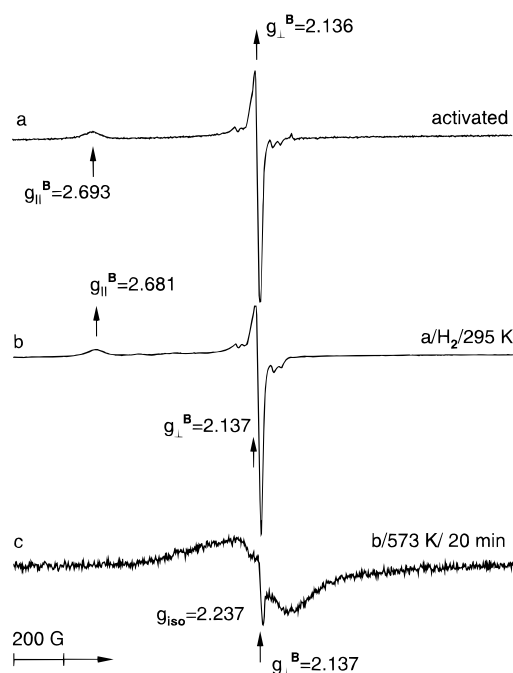 g⊥ᴮ=2.136
a
activated
g||ᴮ=2.693
g||ᴮ=2.681
b
a/H₂/295 K
g⊥ᴮ=2.137
c
b/573 K/ 20 min
giso=2.237
200 G
g⊥ᴮ=2.137